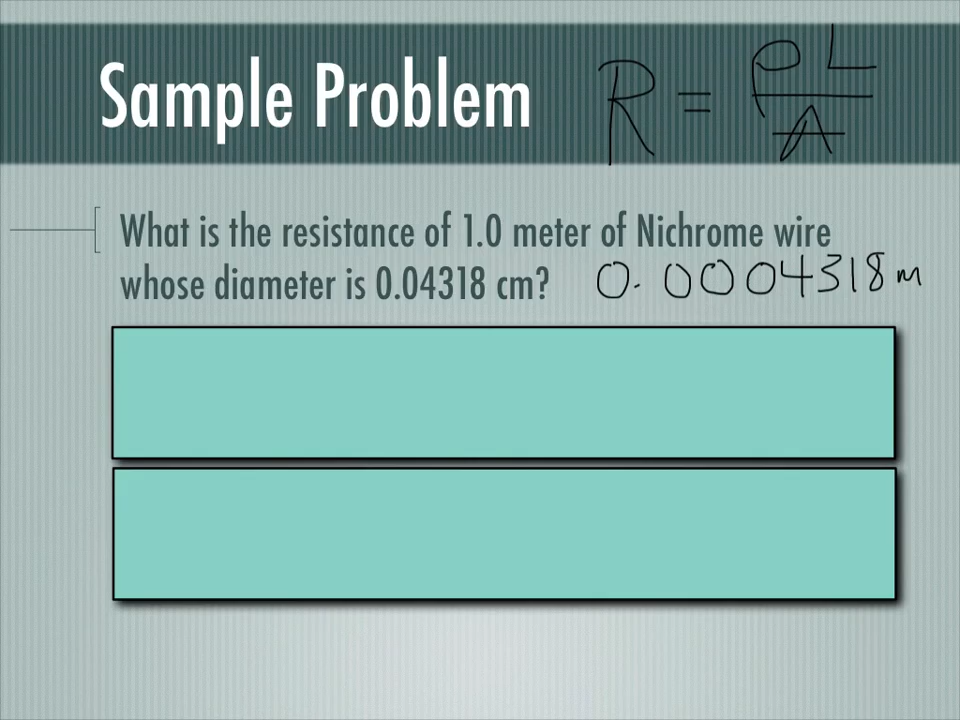 Sample Problem
R = ρL/A
What is the resistance of 1.0 meter of Nichrome wire
whose diameter is 0.04318 cm? 0.0004318 m